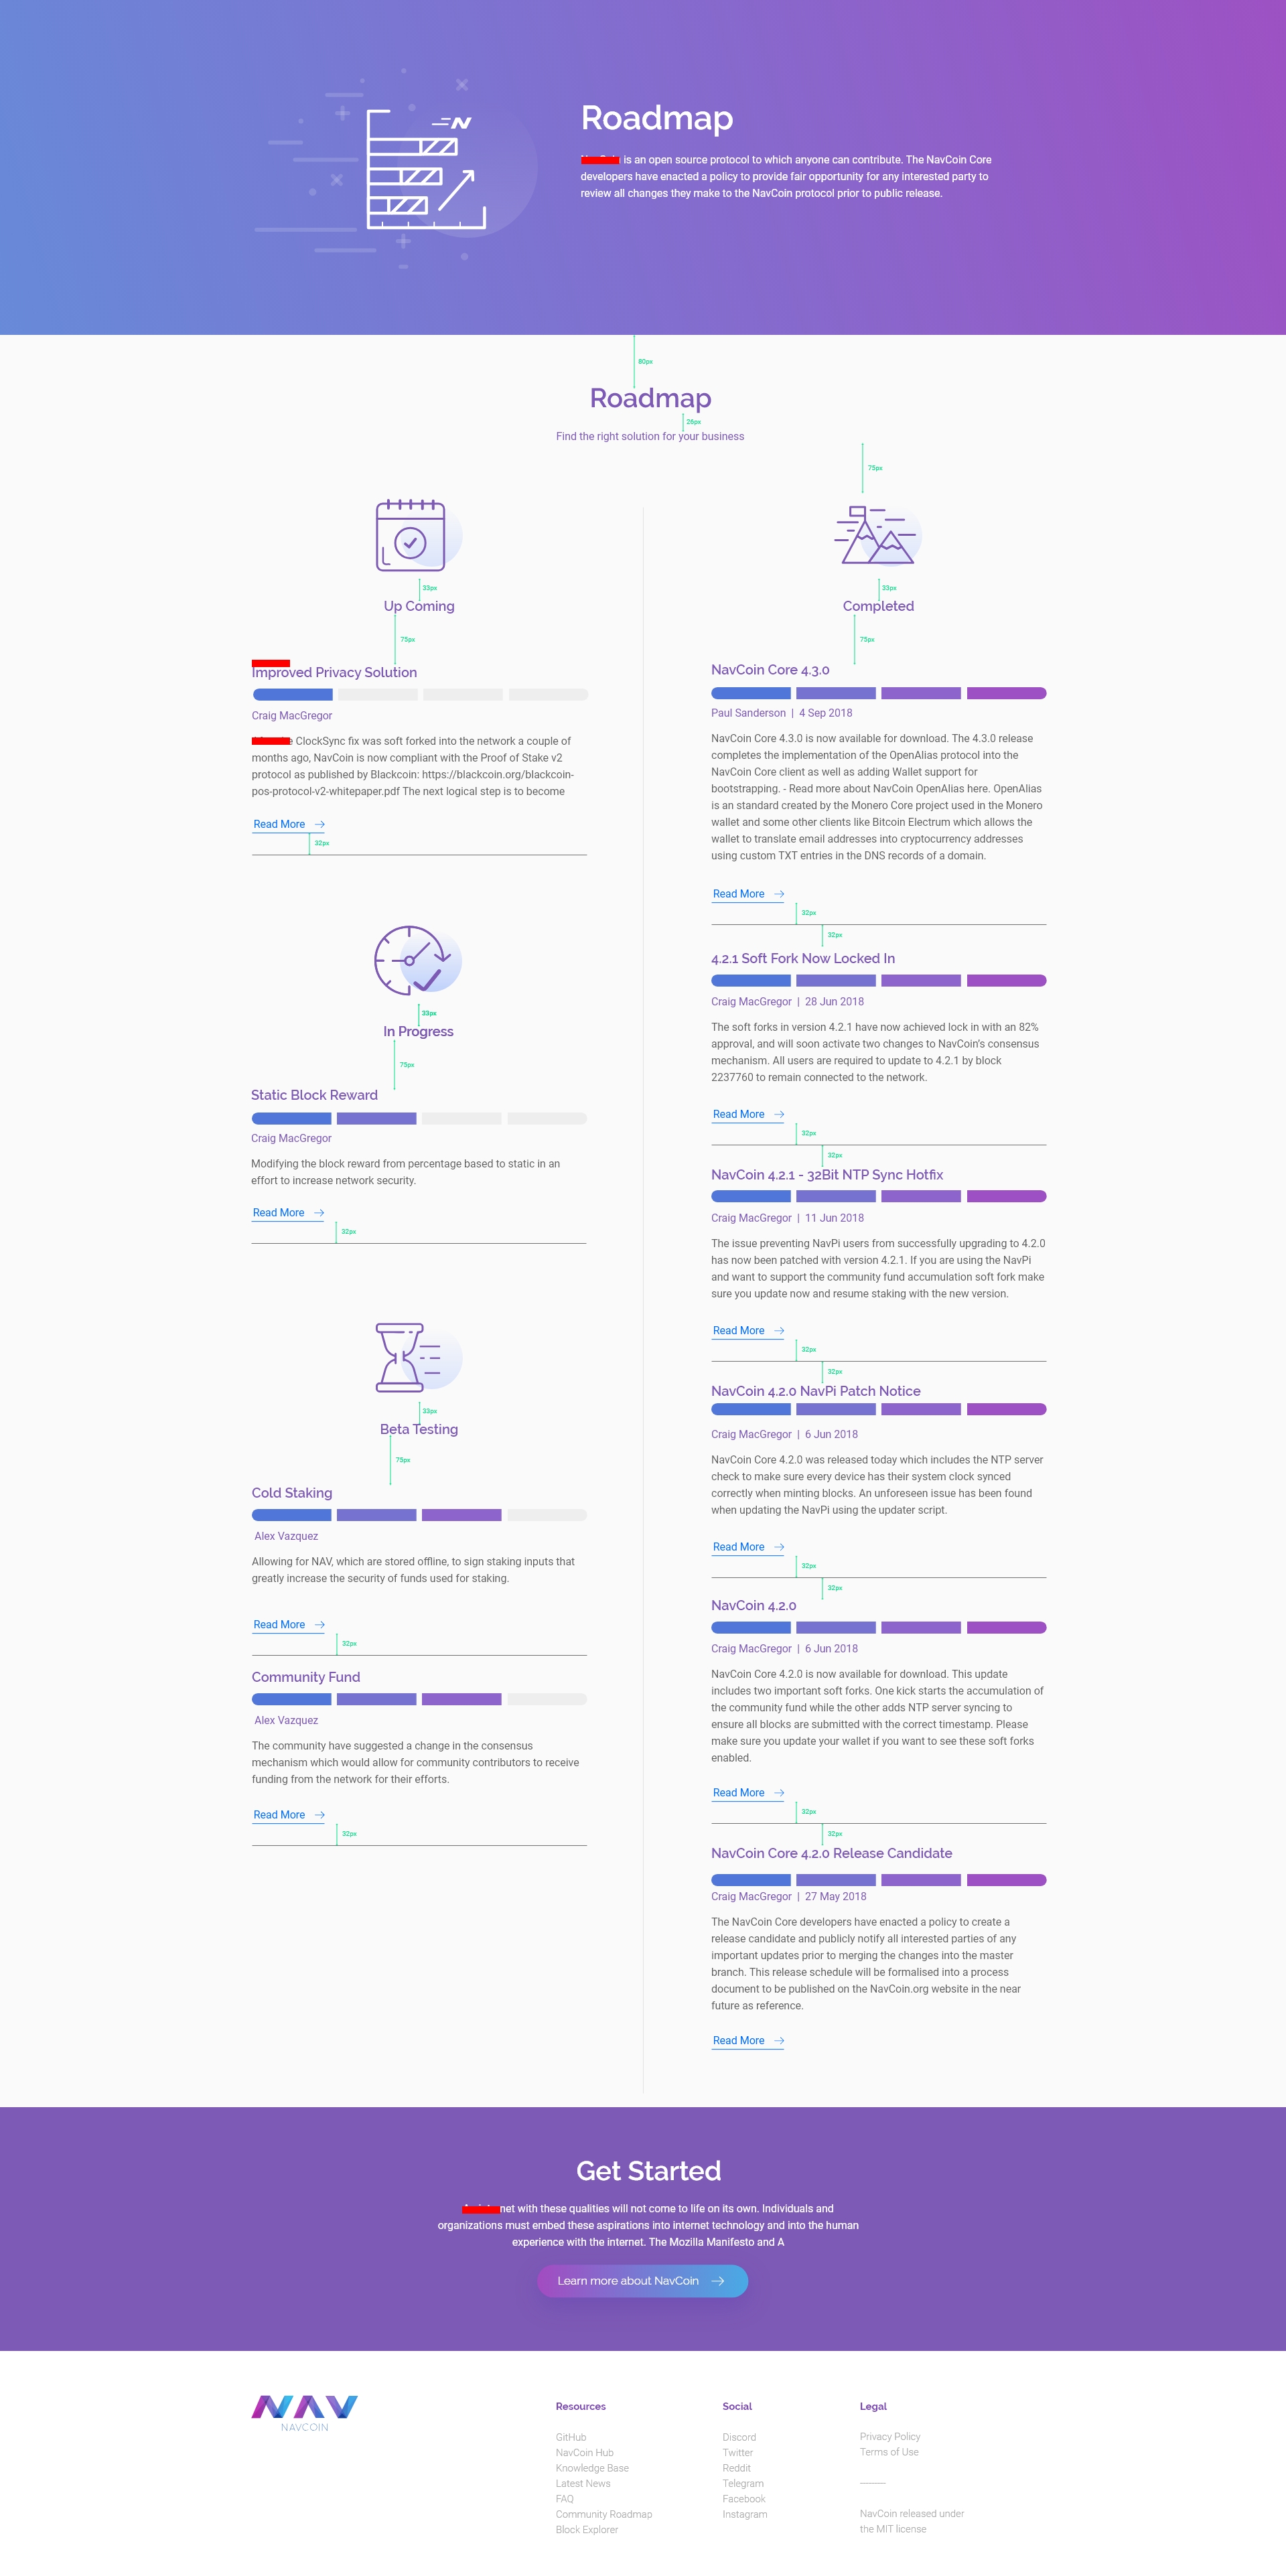 Roadmap
is an open source protocol to which anyone can contribute. The NavCoin Core
developers have enacted a policy to provide fair opportunity for any interested party to
review all changes they make to the NavCoin protocol prior to public release.
80px
Roadmap
26px
Find the right solution for your business
75px
33px
Up Coming
75px
Improved Privacy Solution
Craig MacGregor
ClockSync fix was soft forked into the network a couple of
months ago, NavCoin is now compliant with the Proof of Stake v2
protocol as published by Blackcoin: https://blackcoin.org/blackcoin-
pos-protocol-v2-whitepaper.pdf The next logical step is to become
Read More
32px
33px
In Progress
75px
Static Block Reward
Craig MacGregor
Modifying the block reward from percentage based to static in an
effort to increase network security.
Read More
32px
33px
Beta Testing
75px
Cold Staking
Alex Vazquez
Allowing for NAV, which are stored offline, to sign staking inputs that
greatly increase the security of funds used for staking.
Read More
32px
Community Fund
Alex Vazquez
The community have suggested a change in the consensus
mechanism which would allow for community contributors to receive
funding from the network for their efforts.
Read More
32px
33px
Completed
75px
NavCoin Core 4.3.0
Paul Sanderson | 4 Sep 2018
NavCoin Core 4.3.0 is now available for download. The 4.3.0 release
completes the implementation of the OpenAlias protocol into the
NavCoin Core client as well as adding Wallet support for
bootstrapping. - Read more about NavCoin OpenAlias here. OpenAlias
is an standard created by the Monero Core project used in the Monero
wallet and some other clients like Bitcoin Electrum which allows the
wallet to translate email addresses into cryptocurrency addresses
using custom TXT entries in the DNS records of a domain.
Read More
32px
32px
4.2.1 Soft Fork Now Locked In
Craig MacGregor | 28 Jun 2018
The soft forks in version 4.2.1 have now achieved lock in with an 82%
approval, and will soon activate two changes to NavCoin's consensus
mechanism. All users are required to update to 4.2.1 by block
2237760 to remain connected to the network.
Read More
32px
32px
NavCoin 4.2.1 - 32Bit NTP Sync Hotfix
Craig MacGregor | 11 Jun 2018
The issue preventing NavPi users from successfully upgrading to 4.2.0
has now been patched with version 4.2.1. If you are using the NavPi
and want to support the community fund accumulation soft fork make
sure you update now and resume staking with the new version.
Read More
32px
32px
NavCoin 4.2.0 NavPi Patch Notice
Craig MacGregor | 6 Jun 2018
NavCoin Core 4.2.0 was released today which includes the NTP server
check to make sure every device has their system clock synced
correctly when minting blocks. An unforeseen issue has been found
when updating the NavPi using the updater script.
Read More
32px
32px
NavCoin 4.2.0
Craig MacGregor | 6 Jun 2018
NavCoin Core 4.2.0 is now available for download. This update
includes two important soft forks. One kick starts the accumulation of
the community fund while the other adds NTP server syncing to
ensure all blocks are submitted with the correct timestamp. Please
make sure you update your wallet if you want to see these soft forks
enabled.
Read More
32px
32px
NavCoin Core 4.2.0 Release Candidate
Craig MacGregor | 27 May 2018
The NavCoin Core developers have enacted a policy to create a
release candidate and publicly notify all interested parties of any
important updates prior to merging the changes into the master
branch. This release schedule will be formalised into a process
document to be published on the NavCoin.org website in the near
future as reference.
Read More
Get Started
with these qualities will not come to life on its own. Individuals and
organizations must embed these aspirations into internet technology and into the human
experience with the internet. The Mozilla Manifesto and A
Learn more about NavCoin
NAV
NAVCOIN
Resources
GitHub
NavCoin Hub
Knowledge Base
Latest News
FAQ
Community Roadmap
Block Explorer
Social
Discord
Twitter
Reddit
Telegram
Facebook
Instagram
Legal
Privacy Policy
Terms of Use
NavCoin released under
the MIT license